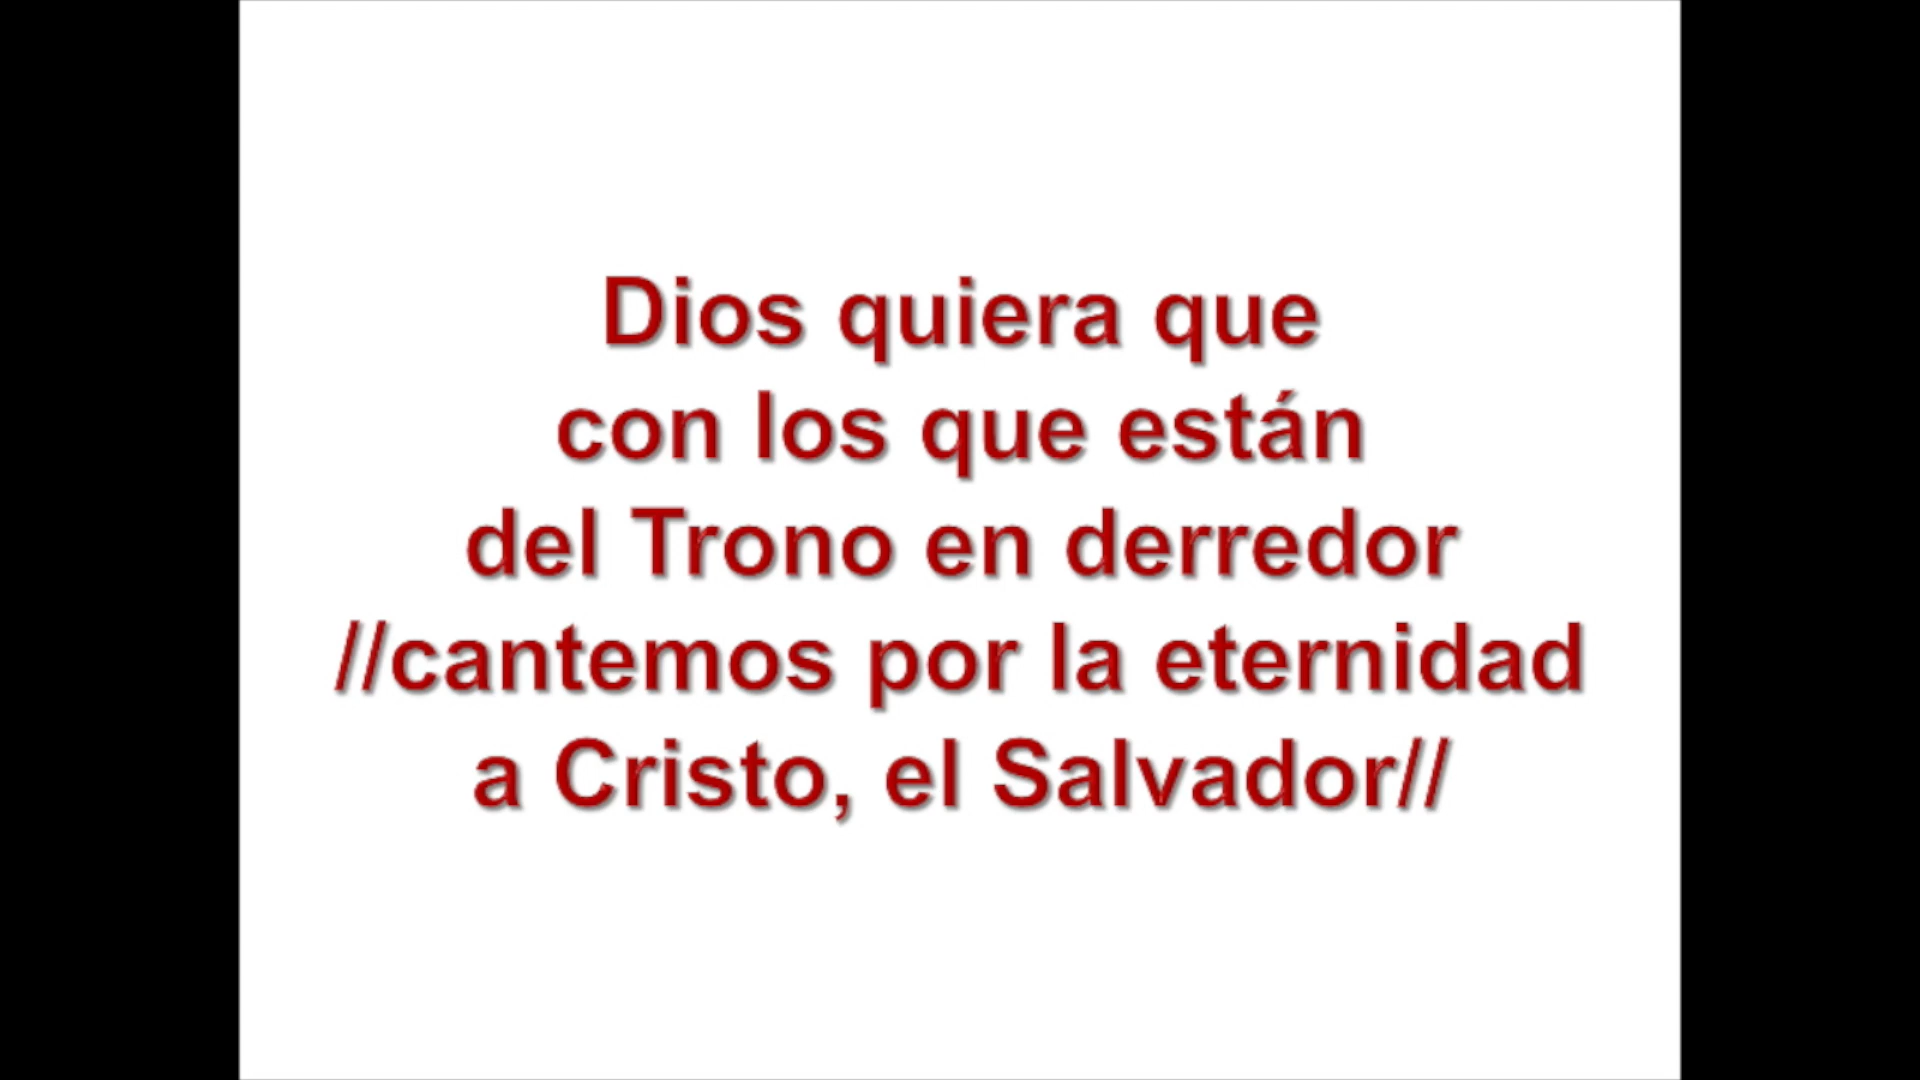 Dios quiera que
con los que están
del Trono en derredor
//cantemos por la eternidad
a Cristo, el Salvador//